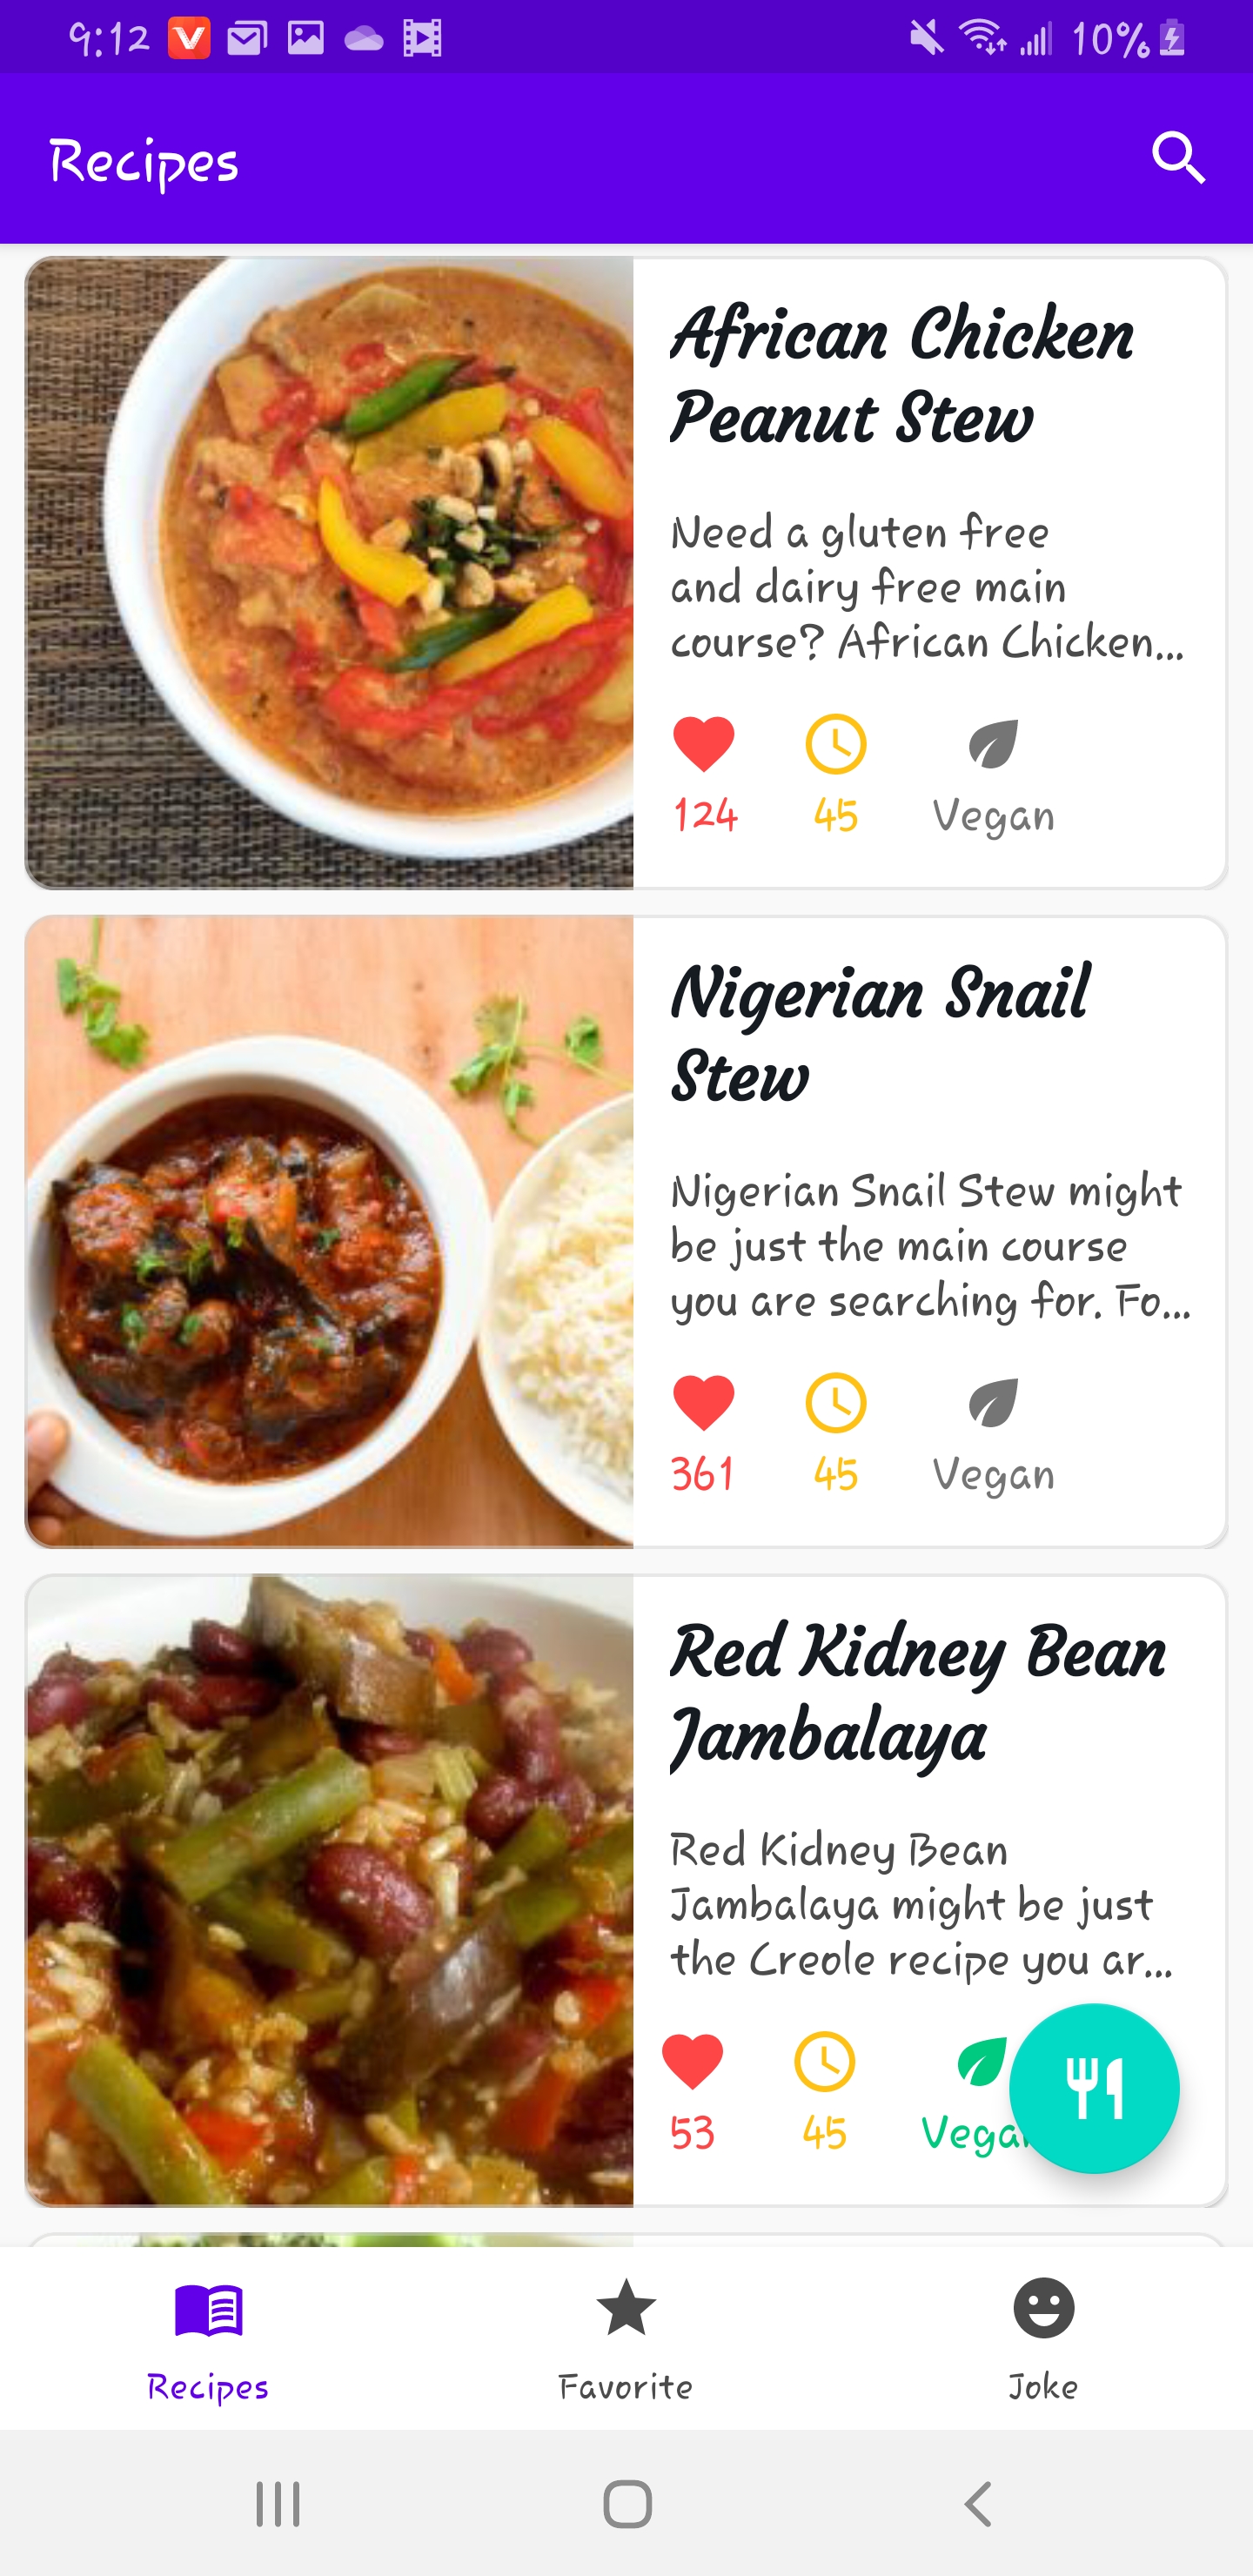 9:12
10%
Recipes
African Chicken
Peanut Stew
Need a gluten free
and dairy free main
course? African Chicken...
124 45 Vegan
Nigerian Snail
Stew
Nigerian Snail Stew might
be just the main course
you are searching for. Fo...
361 45 Vegan
Red Kidney Bean
Jambalaya
Red Kidney Bean
Jambalaya might be just
the Creole recipe you ar...
53 45 Vegan
Recipes Favorite Joke